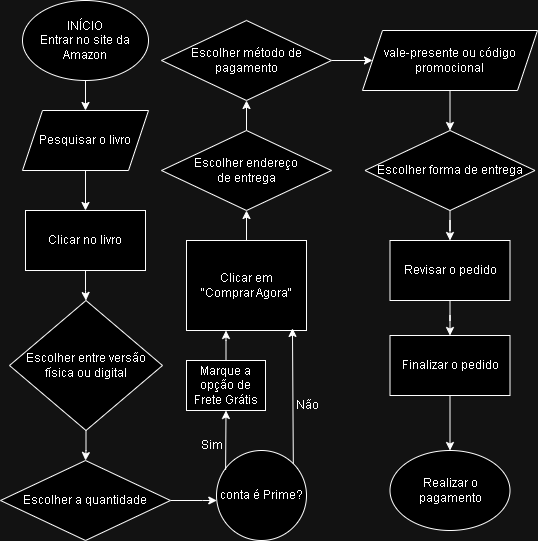 INÍCIO
Entrar no site da
Amazon
Pesquisar o livro
Clicar no livro
Escolher entre versão
física ou digital
Escolher a quantidade
conta é Prime?
Sim
Não
Marque a
opção de
Frete Grátis
Clicar em
"Comprar Agora"
Escolher endereço
de entrega
Escolher método de
pagamento
vale-presente ou código
promocional
Escolher forma de entrega
Revisar o pedido
Finalizar o pedido
Realizar o
pagamento